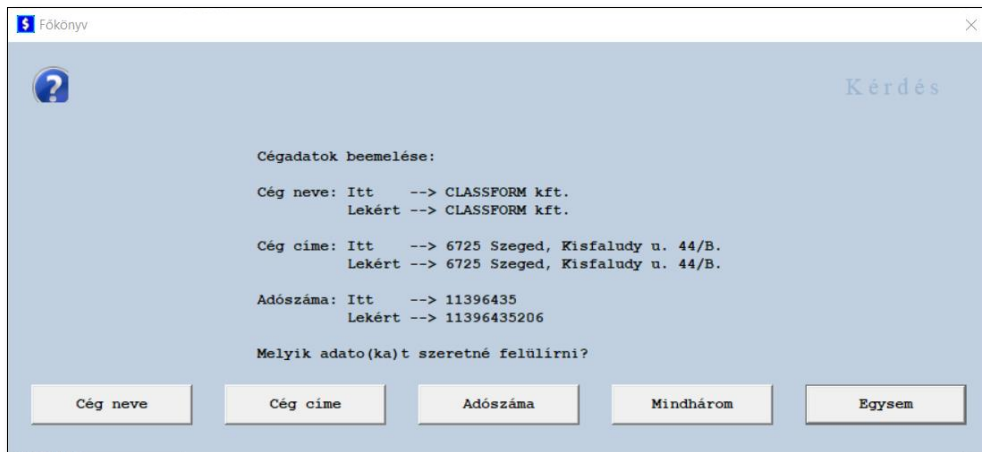 Főkönyv
Kérdés
Cégadatok beemelése:
Cég neve: Itt --> CLASSFORM kft.
Lekért --> CLASSFORM kft.
Cég címe: Itt --> 6725 Szeged, Kisfaludy u. 44/B.
Lekért --> 6725 Szeged, Kisfaludy u. 44/B.
Adószáma: Itt --> 11396435
Lekért --> 11396435206
Melyik adato(ka)t szeretné felülírni?
Cég neve Cég címe Adószáma Mindhárom Egysem